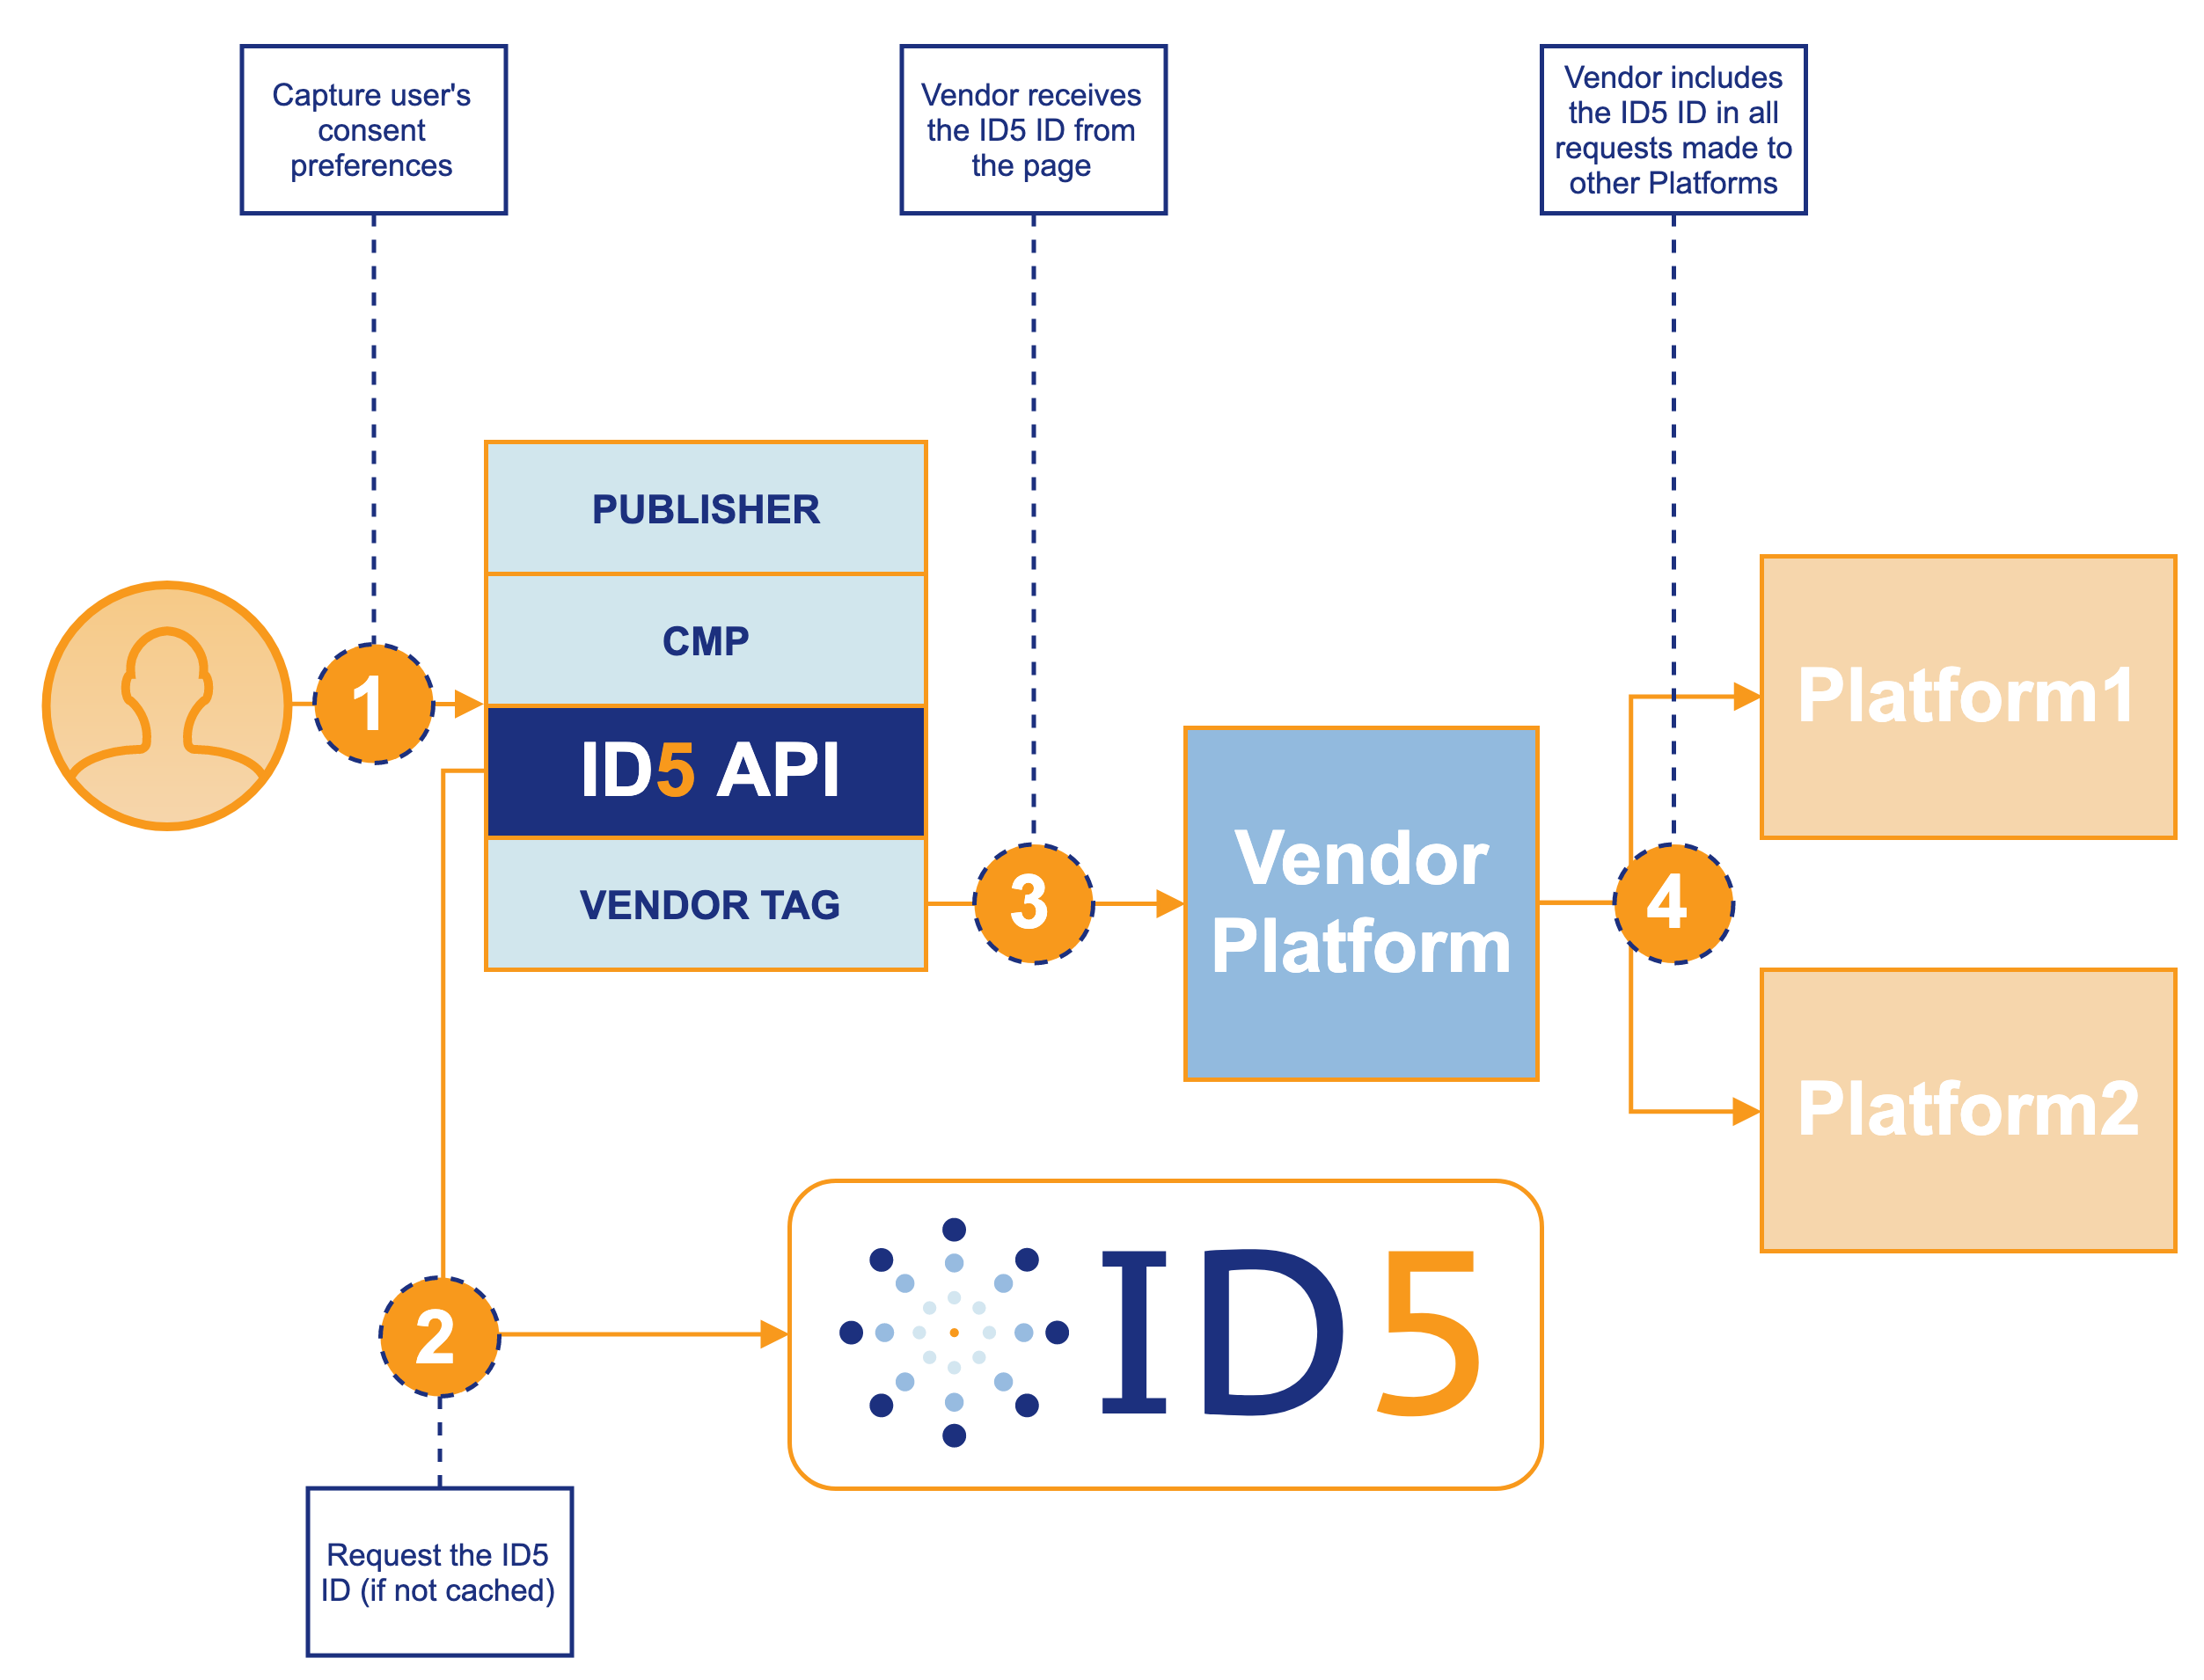 Capture user's
consent
preferences
Vendor receives
the ID5 ID from
the page
Vendor includes
the ID5 ID in all
requests made to
other Platforms
PUBLISHER
CMP
ID5 API
VENDOR TAG
1
3
Vendor
Platform
4
Platform1
Platform2
2
ID5
Request the ID5
ID (if not cached)